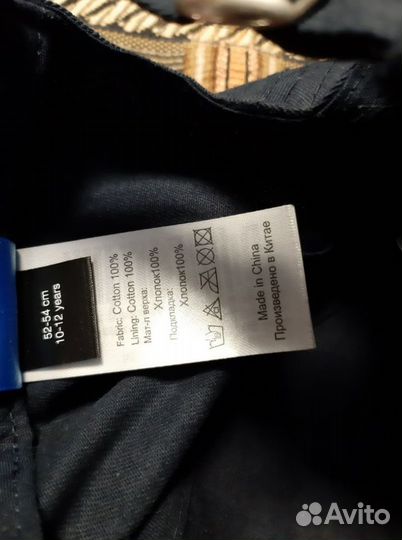 52-54 cm
10-12 years
Fabric: Cotton 100%
Lining: Cotton 100%
Мат-л верха:
Хлопок100%
Подкладка:
Хлопок100%
Made in China
Произведено в Китае
Avito